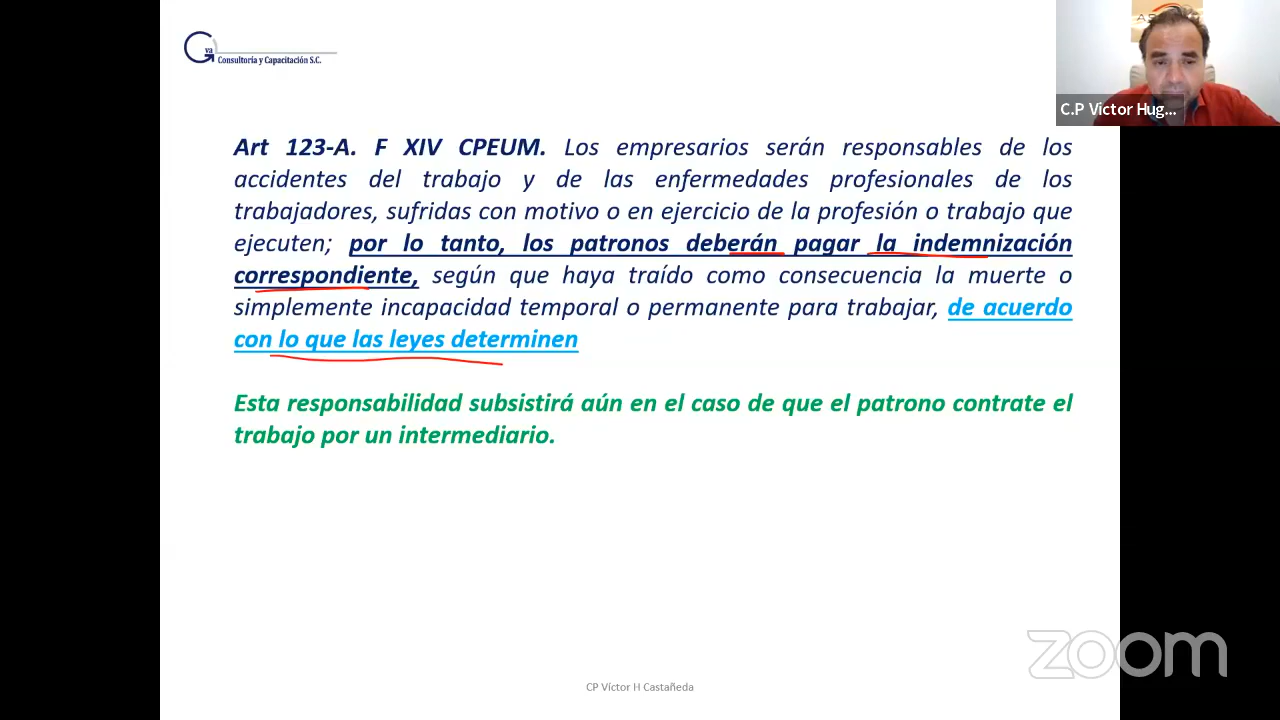 Gva
Consultoría y Capacitación S.C.
C.P Victor Hug...
Art 123-A. F XIV CPEUM. Los empresarios serán responsables de los
accidentes del trabajo y de las enfermedades profesionales de los
trabajadores, sufridas con motivo o en ejercicio de la profesión o trabajo que
ejecuten; por lo tanto, los patronos deberán pagar la indemnización
correspondiente, según que haya traído como consecuencia la muerte o
simplemente incapacidad temporal o permanente para trabajar, de acuerdo
con lo que las leyes determinen
Esta responsabilidad subsistirá aún en el caso de que el patrono contrate el
trabajo por un intermediario.
zoom
CP Víctor H Castañeda